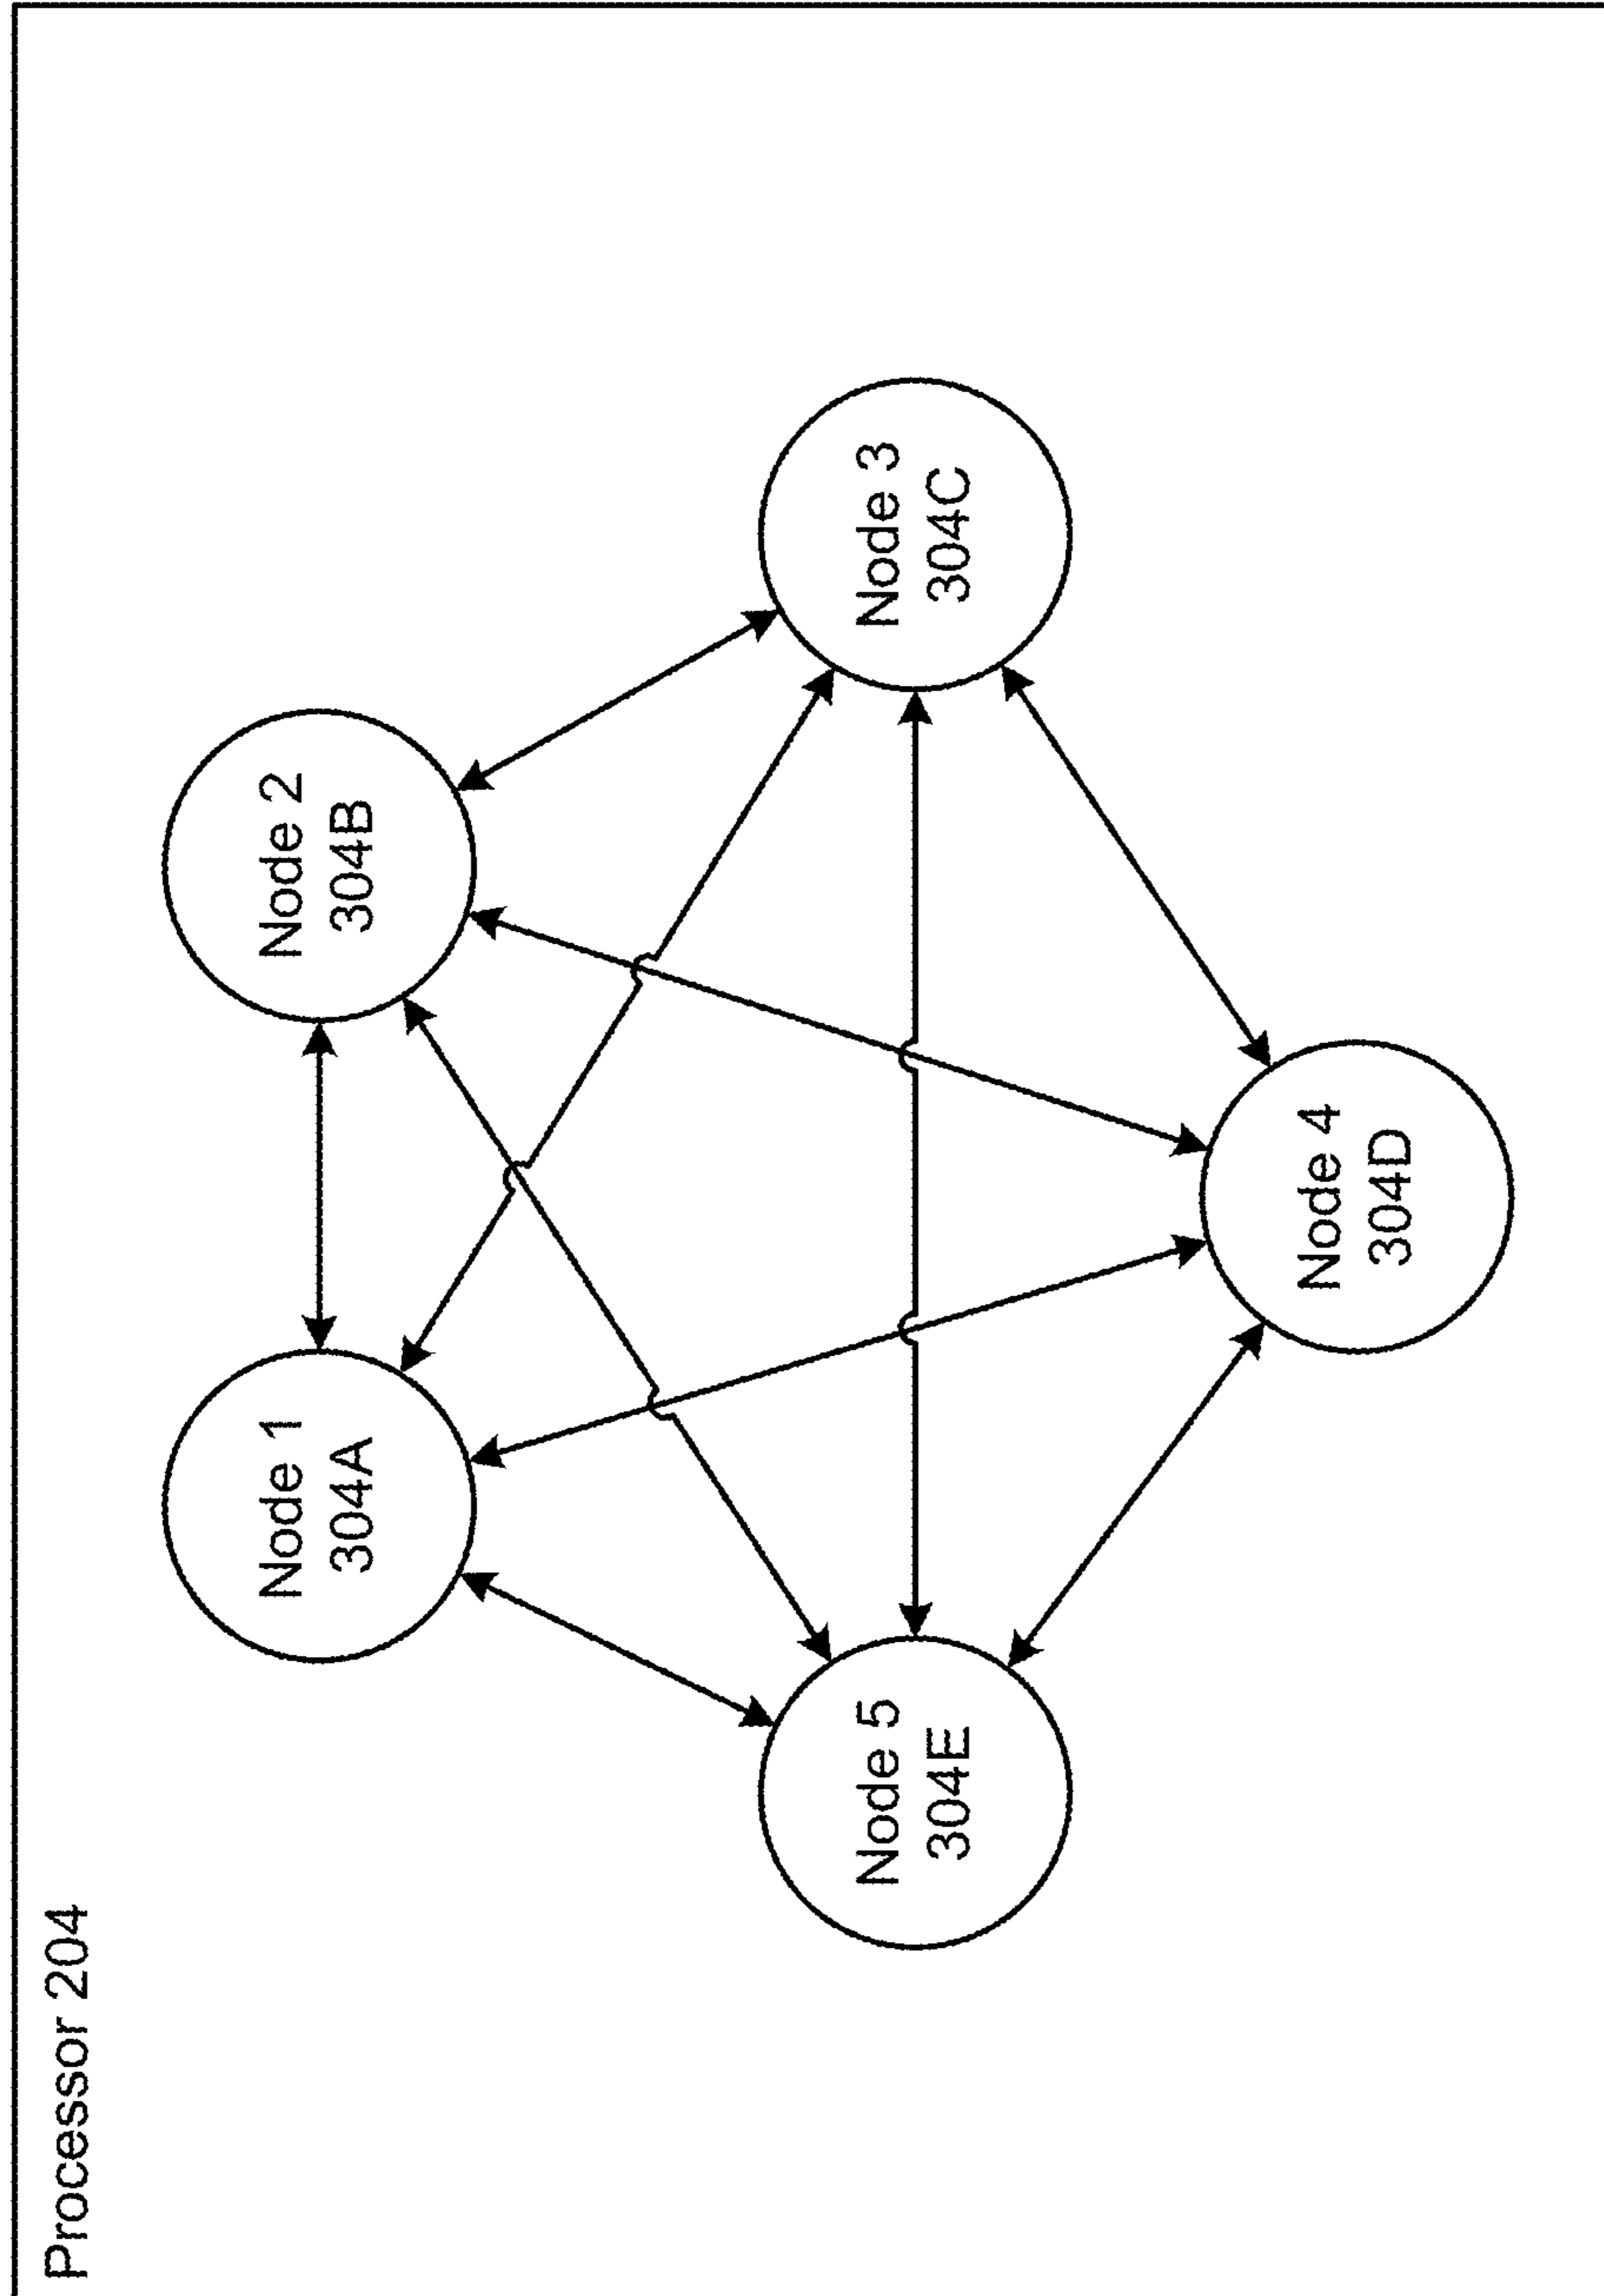 Processor 204
Node 1
304A
Node 2
304B
Node 5
304E
Node 3
304C
Node 4
304D